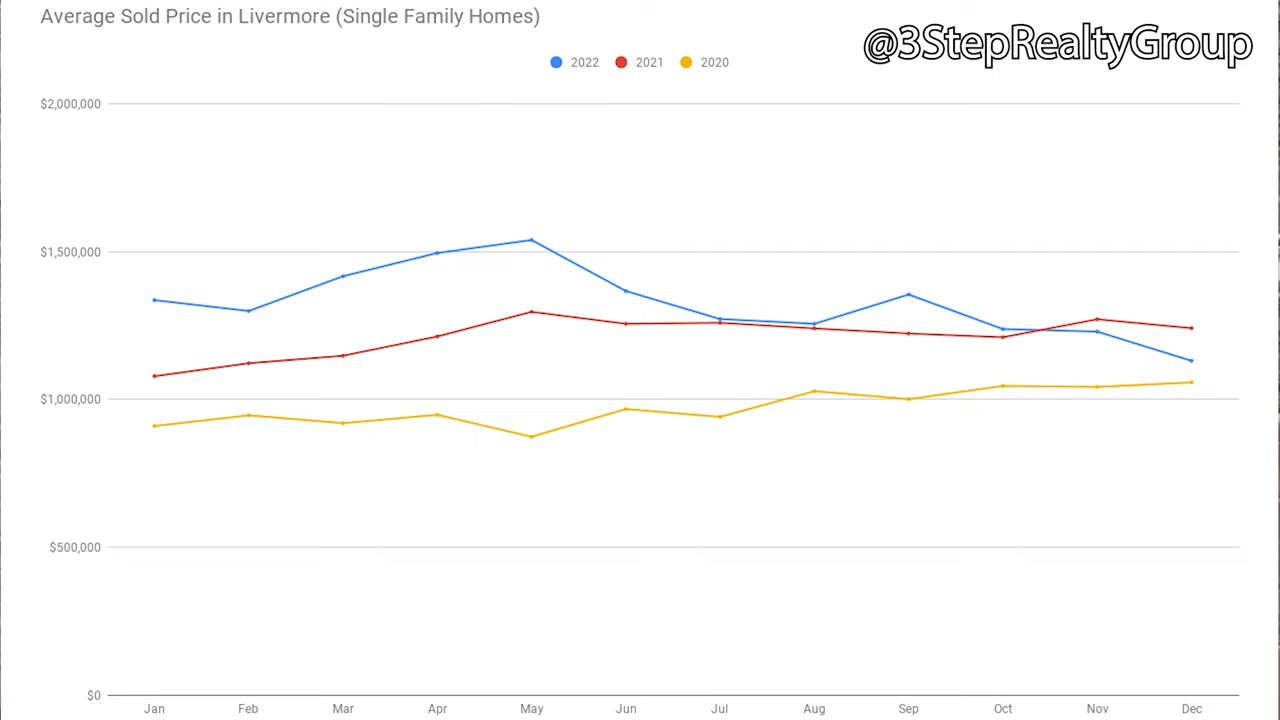 Average Sold Price in Livermore (Single Family Homes)
@3StepRealtyGroup
2022 2021 2020
$2,000,000
$1,500,000
$1,000,000
$500,000
$0
Jan Feb Mar Apr May Jun Jul Aug Sep Oct Nov Dec